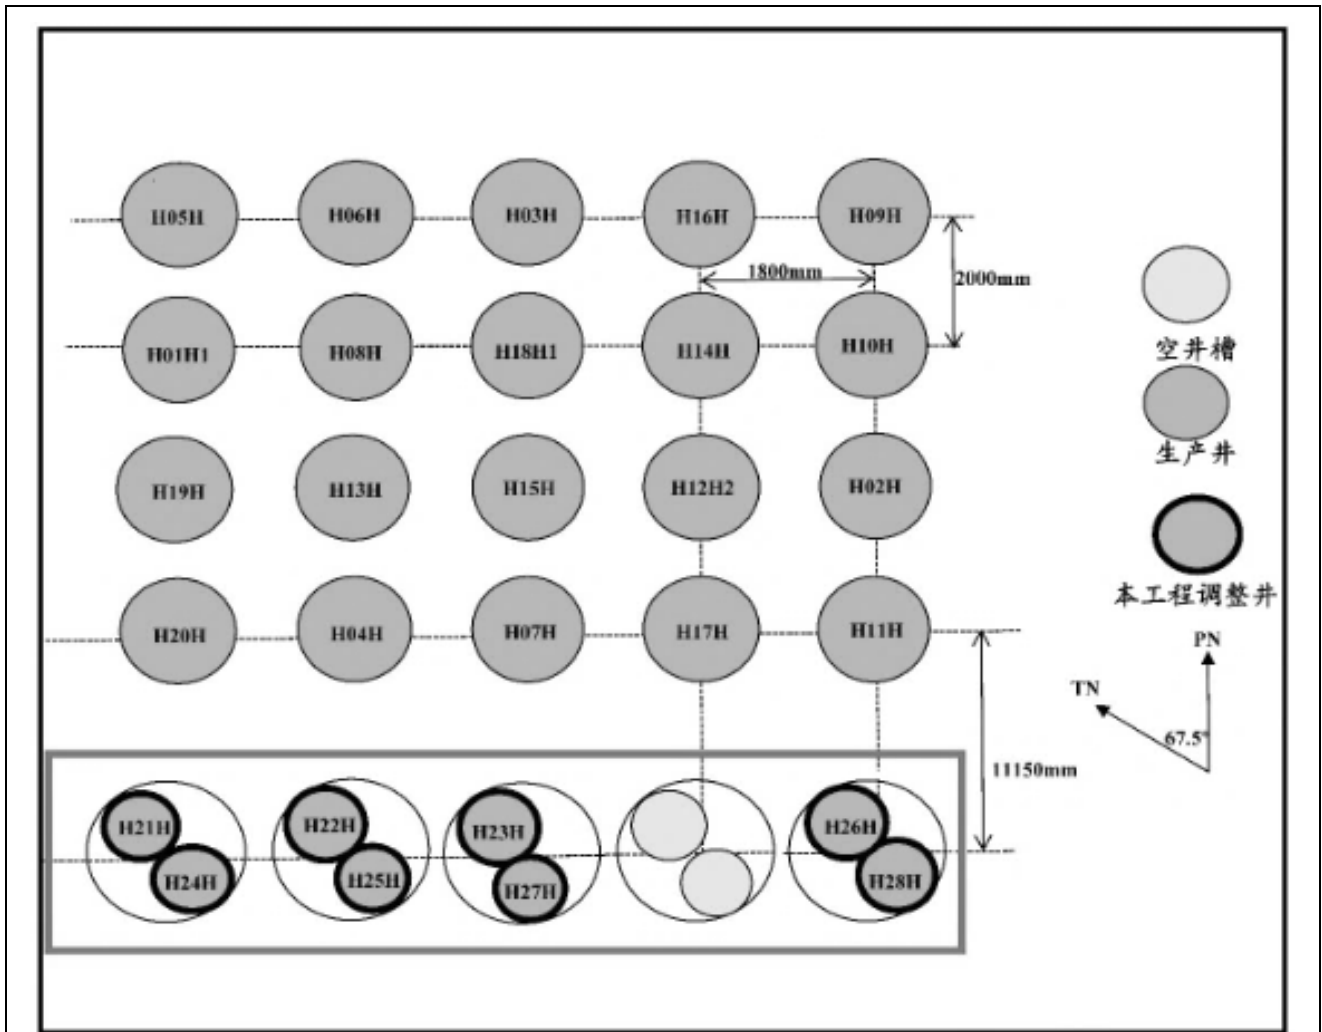 H05H H06H H03H H16H H09H
1800mm
2000mm
H01H1 H08H H18H1 H14H H10H
空井槽
生产井
H19H H13H H15H H12H2 H02H
本工程调整井
H20H H04H H07H H17H H11H
PN
TN
67.5°
11150mm
H21H H22H H23H H26H
H24H H25H H27H H28H